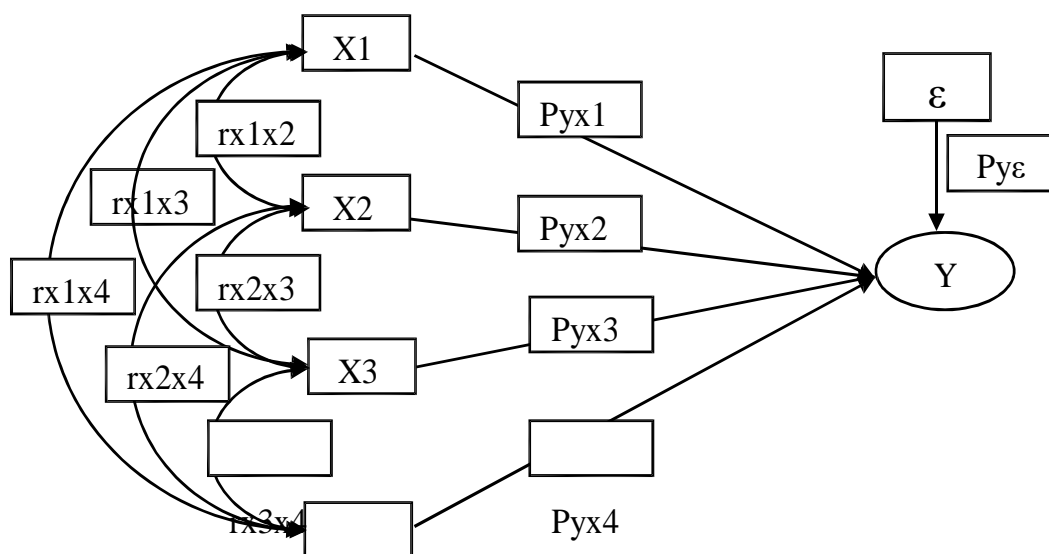 X1
ε
Pyx1
rx1x2
Pyε
rx1x3
X2
Pyx2
Y
rx1x4
rx2x3
Pyx3
X3
rx2x4
rx3x4
Pyx4